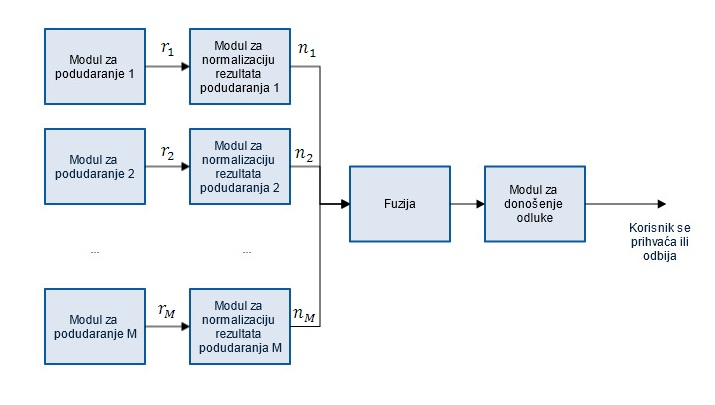 Modul za
podudaranje 1
r1
Modul za
normalizaciju
rezultata
podudaranja 1
n1
Modul za
podudaranje 2
r2
Modul za
normalizaciju
rezultata
podudaranja 2
n2
Fuzija
Modul za
donošenje
odluke
Korisnik se
prihvaća ili
odbija
...
...
Modul za
podudaranje M
rM
Modul za
normalizaciju
rezultata
podudaranja M
nM